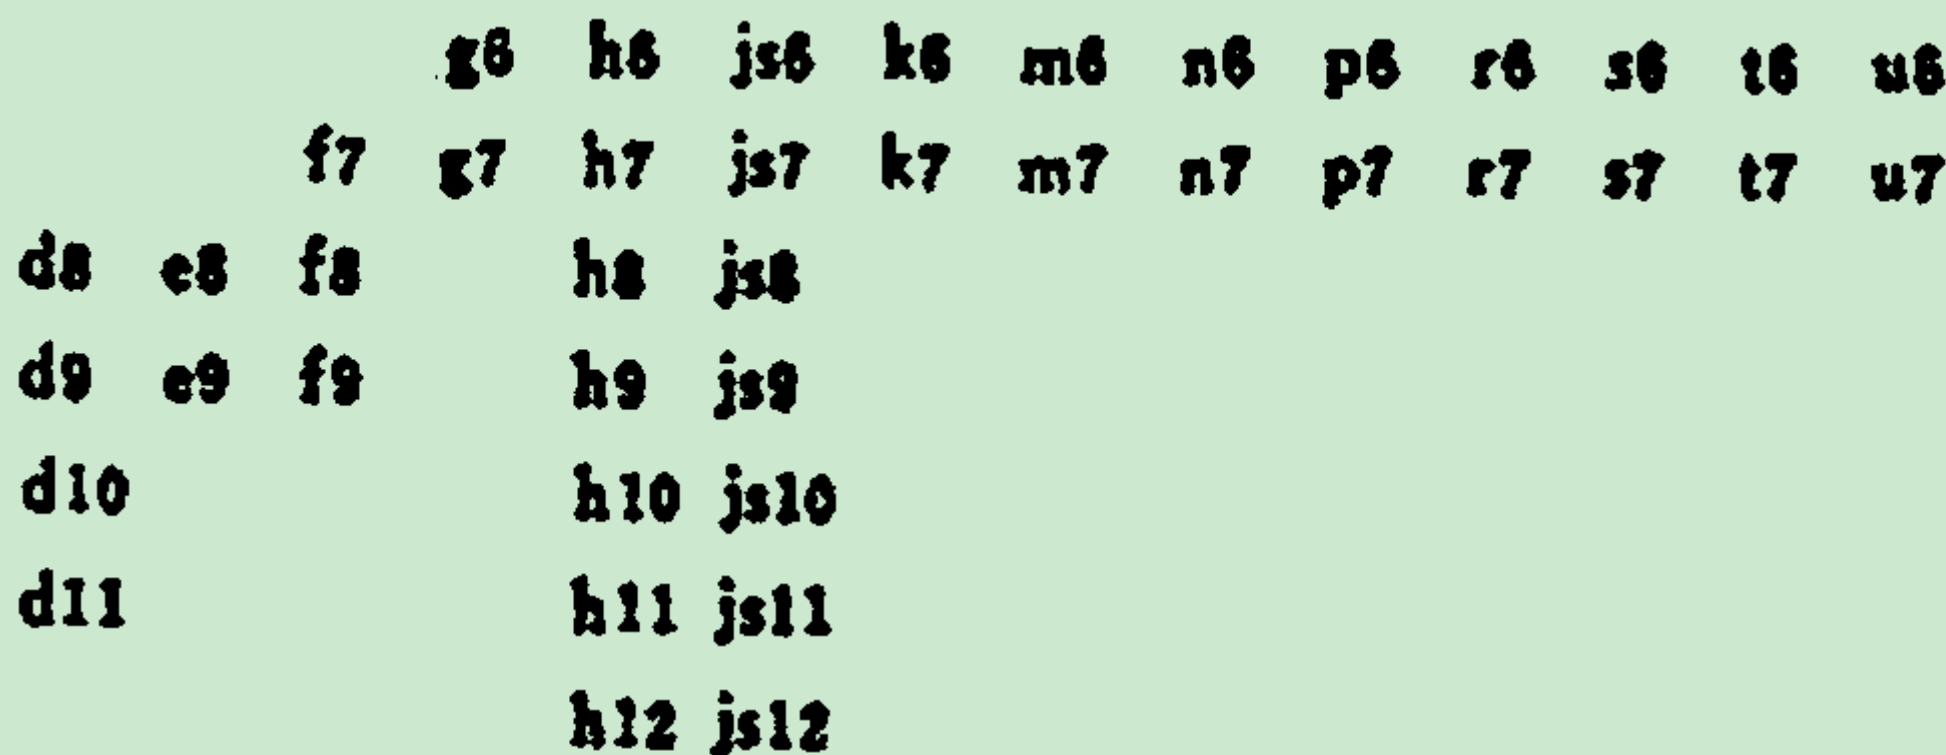 g6 h6 js6 k6 m6 n6 p6 r6 s6 t6 u6
f7 g7 h7 js7 k7 m7 n7 p7 r7 s7 t7 u7
d8 e8 f8 h8 js8
d9 e9 f9 h9 js9
d10 h10 js10
d11 h11 js11
h12 js12